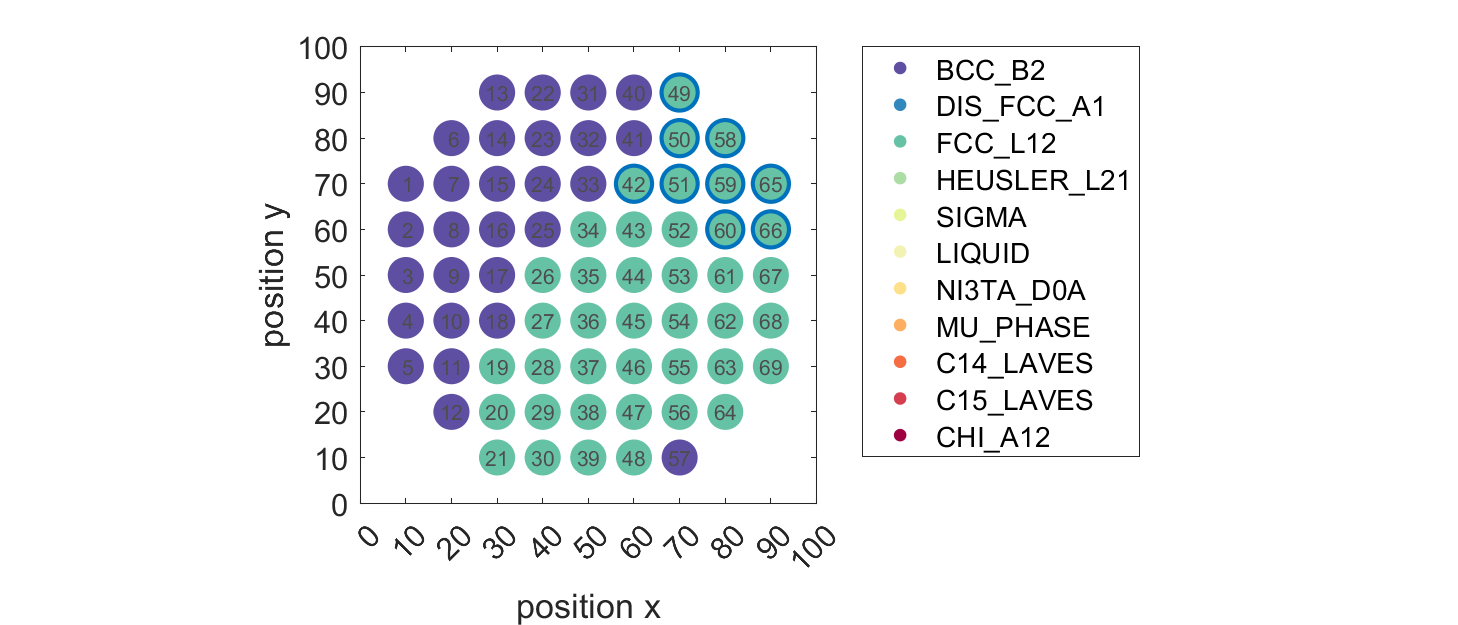 100
90
80
70
60
50
40
30
20
10
0
position y
13 22 31 40 49
6 14 23 32 41 50 58
1 7 15 24 33 42 51 59 65
2 8 16 25 34 43 52 60 66
3 9 17 26 35 44 53 61 67
4 10 18 27 36 45 54 62 68
5 11 19 28 37 46 55 63 69
12 20 29 38 47 56 64
21 30 39 48 57
0 10 20 30 40 50 60 70 80 90 100
position x
BCC_B2
DIS_FCC_A1
FCC_L12
HEUSLER_L21
SIGMA
LIQUID
NI3TA_D0A
MU_PHASE
C14_LAVES
C15_LAVES
CHI_A12